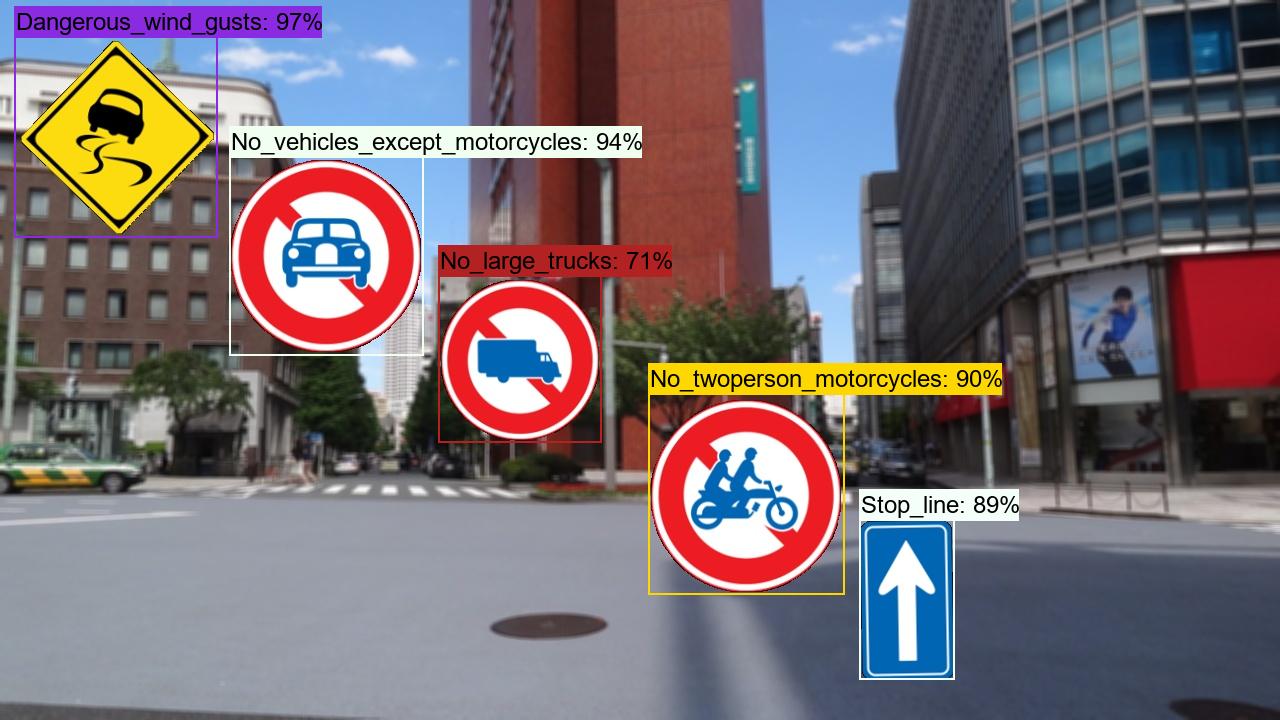 Dangerous_wind_gusts: 97%
No_vehicles_except_motorcycles: 94%
No_large_trucks: 71%
No_twoperson_motorcycles: 90%
Stop_line: 89%